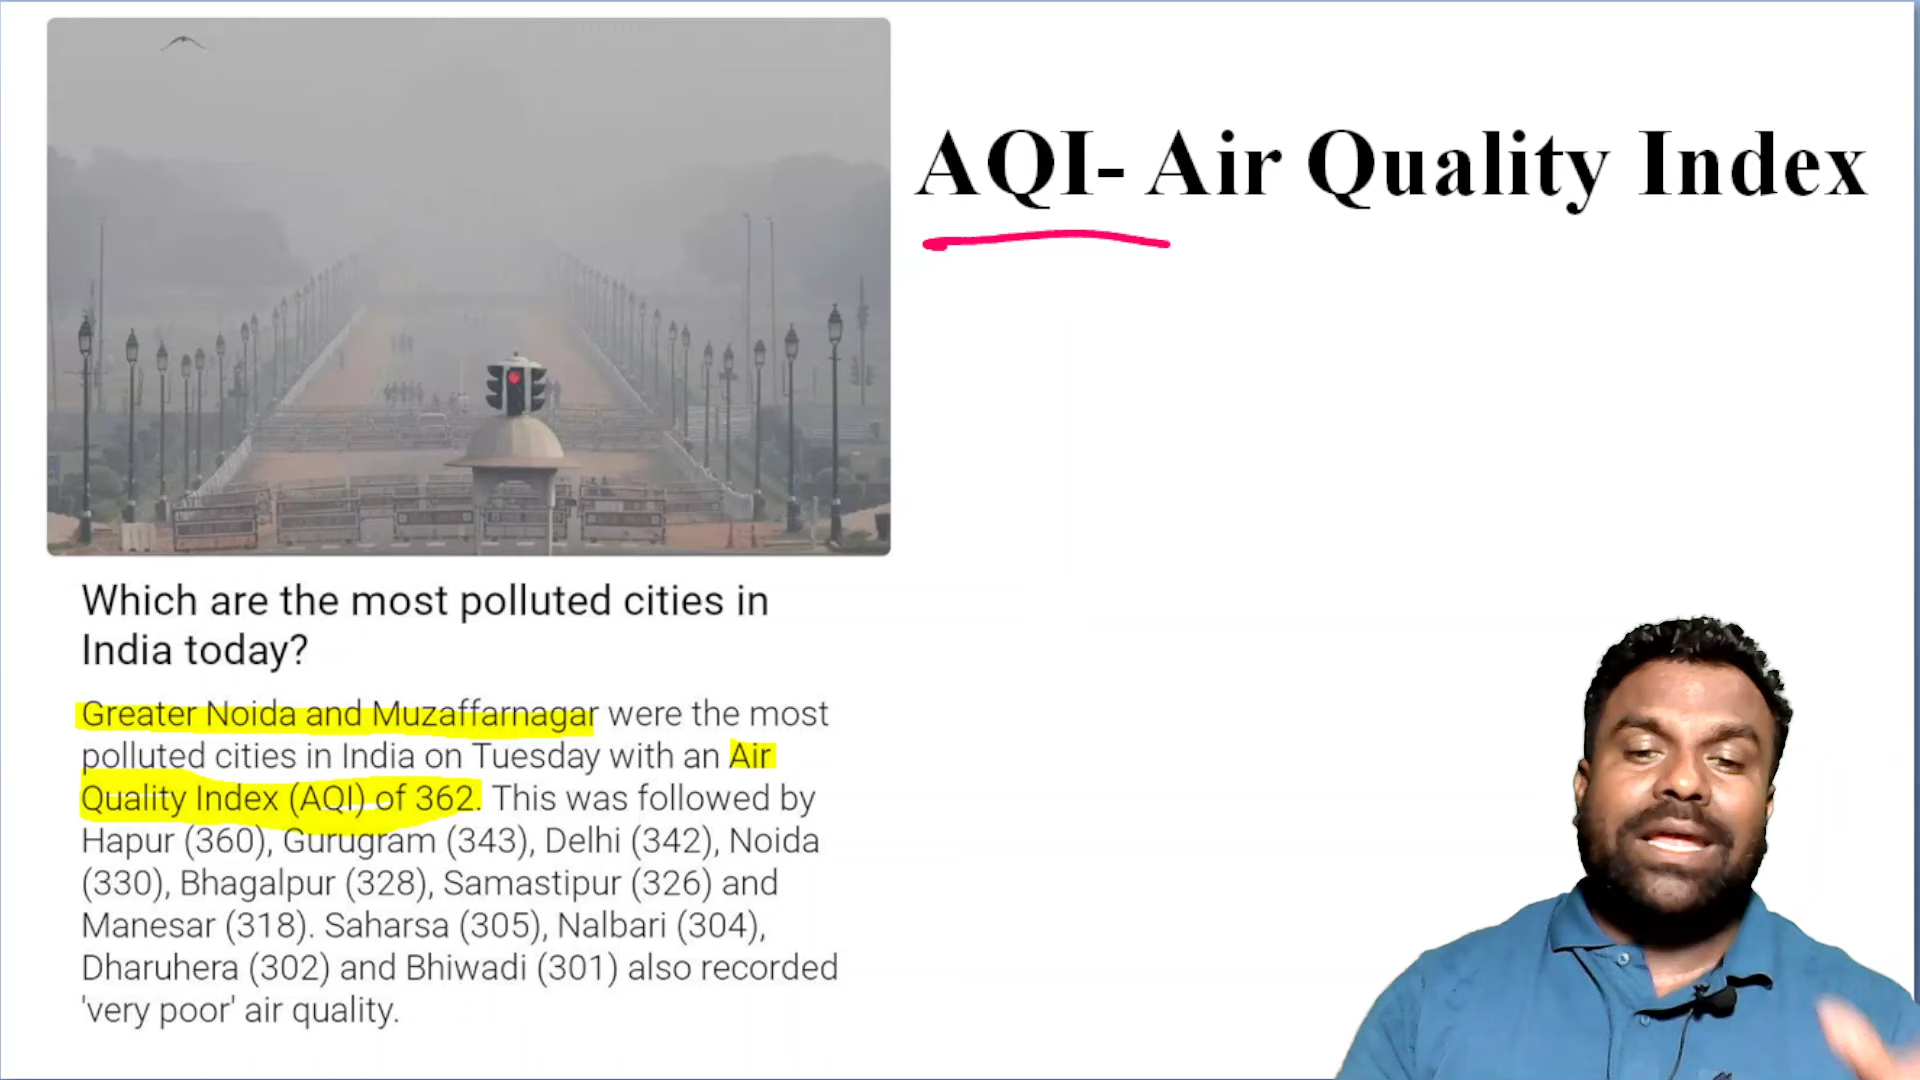 AQI- Air Quality Index
Which are the most polluted cities in
India today?
Greater Noida and Muzaffarnagar were the most
polluted cities in India on Tuesday with an Air
Quality Index (AQI) of 362. This was followed by
Hapur (360), Gurugram (343), Delhi (342), Noida
(330), Bhagalpur (328), Samastipur (326) and
Manesar (318). Saharsa (305), Nalbari (304),
Dharuhera (302) and Bhiwadi (301) also recorded
'very poor' air quality.